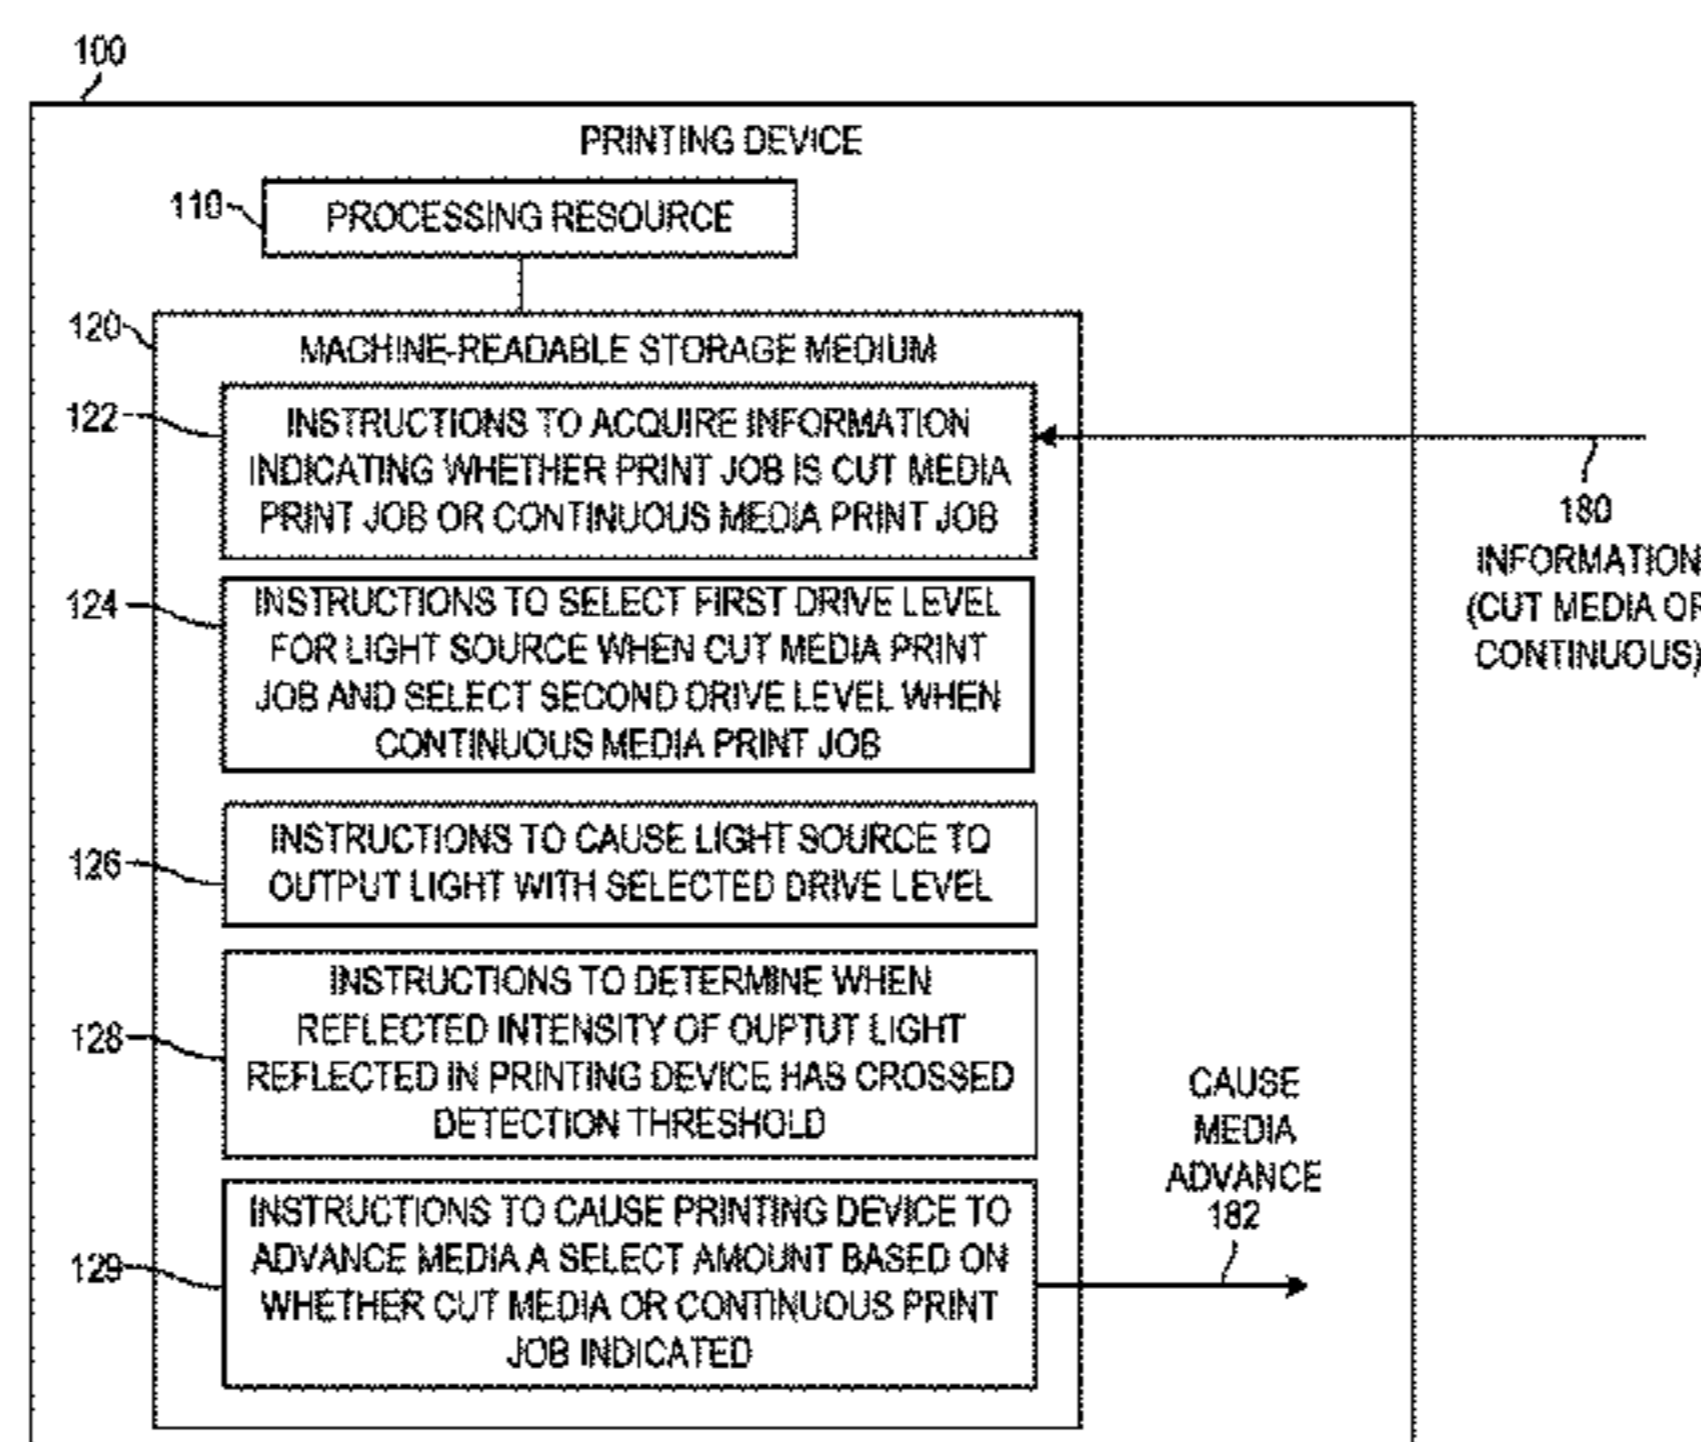 100
PRINTING DEVICE
110
PROCESSING RESOURCE
120
MACHINE-READABLE STORAGE MEDIUM
122
INSTRUCTIONS TO ACQUIRE INFORMATION
INDICATING WHETHER PRINT JOB IS CUT MEDIA
PRINT JOB OR CONTINUOUS MEDIA PRINT JOB
180
INFORMATION
(CUT MEDIA OR
CONTINUOUS)
124
INSTRUCTIONS TO SELECT FIRST DRIVE LEVEL
FOR LIGHT SOURCE WHEN CUT MEDIA PRINT
JOB AND SELECT SECOND DRIVE LEVEL WHEN
CONTINUOUS MEDIA PRINT JOB
126
INSTRUCTIONS TO CAUSE LIGHT SOURCE TO
OUTPUT LIGHT WITH SELECTED DRIVE LEVEL
128
INSTRUCTIONS TO DETERMINE WHEN
REFLECTED INTENSITY OF OUPTUT LIGHT
REFLECTED IN PRINTING DEVICE HAS CROSSED
DETECTION THRESHOLD
129
INSTRUCTIONS TO CAUSE PRINTING DEVICE TO
ADVANCE MEDIA A SELECT AMOUNT BASED ON
WHETHER CUT MEDIA OR CONTINUOUS PRINT
JOB INDICATED
CAUSE
MEDIA
ADVANCE
182